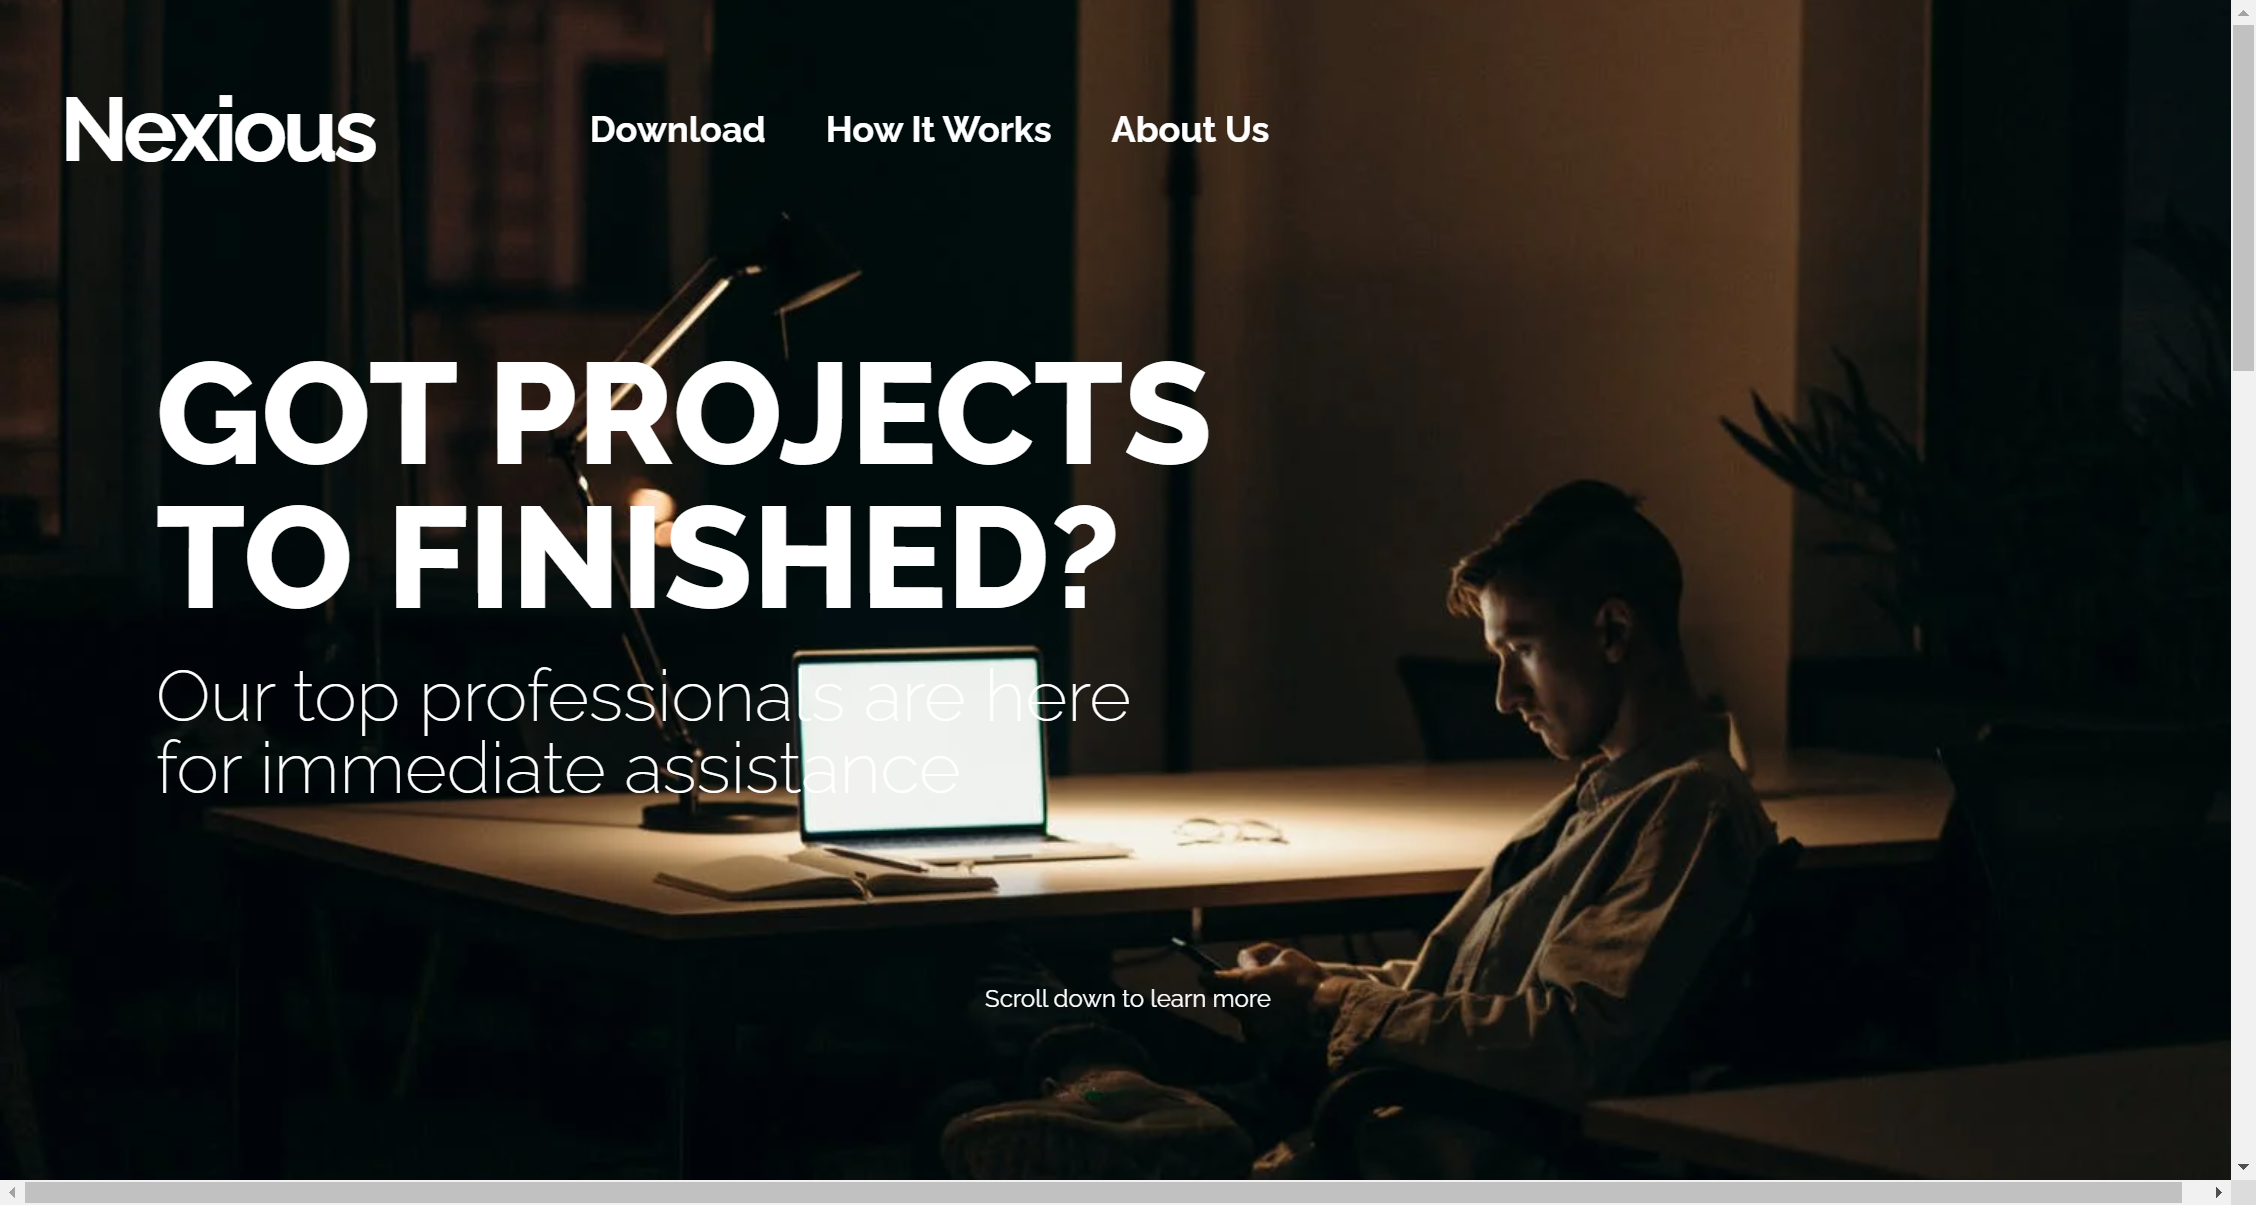 Nexious
Download How It Works About Us
GOT PROJECTS
TO FINISHED?
Our top professionals are here
for immediate assistance
Scroll down to learn more